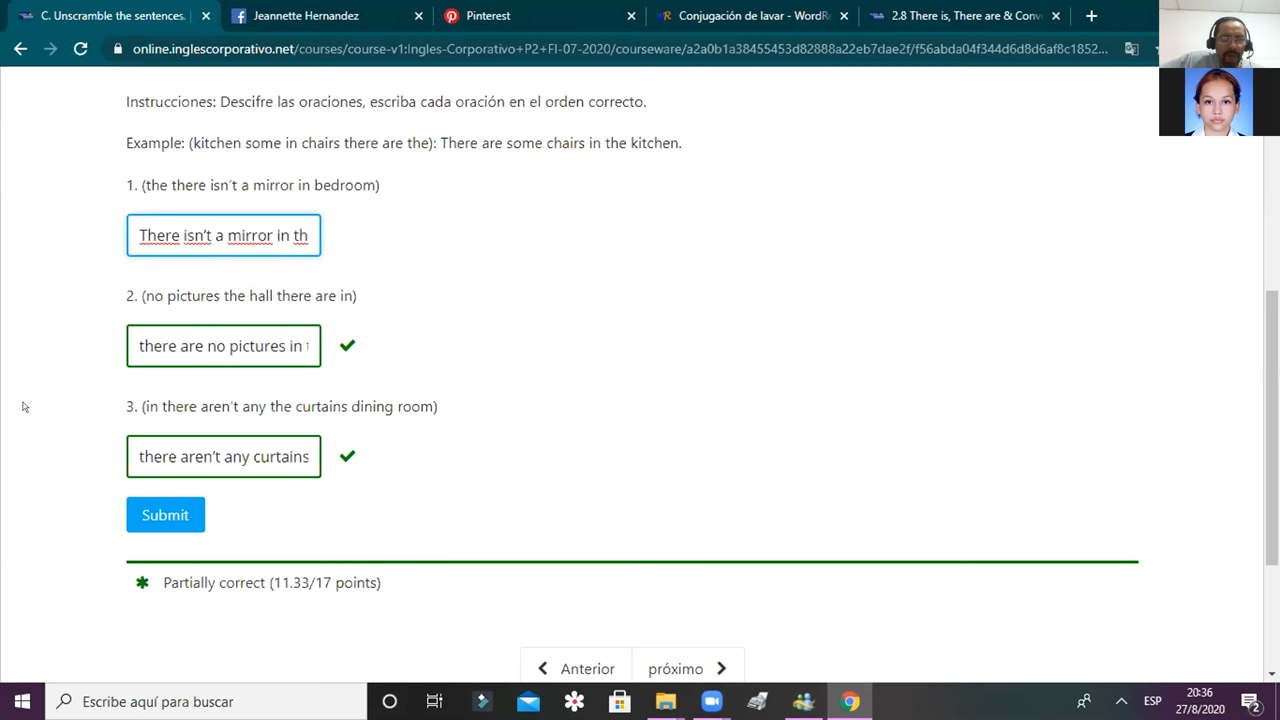 C. Unscramble the sentences.
Jeannette Hernandez
Pinterest
Conjugación de lavar - WordR
2.8 There is, There are & Conv
online.inglescorporativo.net/courses/course-v1:Ingles-Corporativo+P2+FI-07-2020/courseware/a2a0b1a38455453d82888a22eb7dae2f/f56abda04f344d6d8d6af8c1852...
Instrucciones: Descifre las oraciones, escriba cada oración en el orden correcto.
Example: (kitchen some in chairs there are the): There are some chairs in the kitchen.
1. (the there isn´t a mirror in bedroom)
There isn't a mirror in th
2. (no pictures the hall there are in)
there are no pictures in t
3. (in there aren't any the curtains dining room)
there aren't any curtains
Submit
Partially correct (11.33/17 points)
Anterior
próximo
Escribe aquí para buscar
ESP
20:36
27/8/2020
2